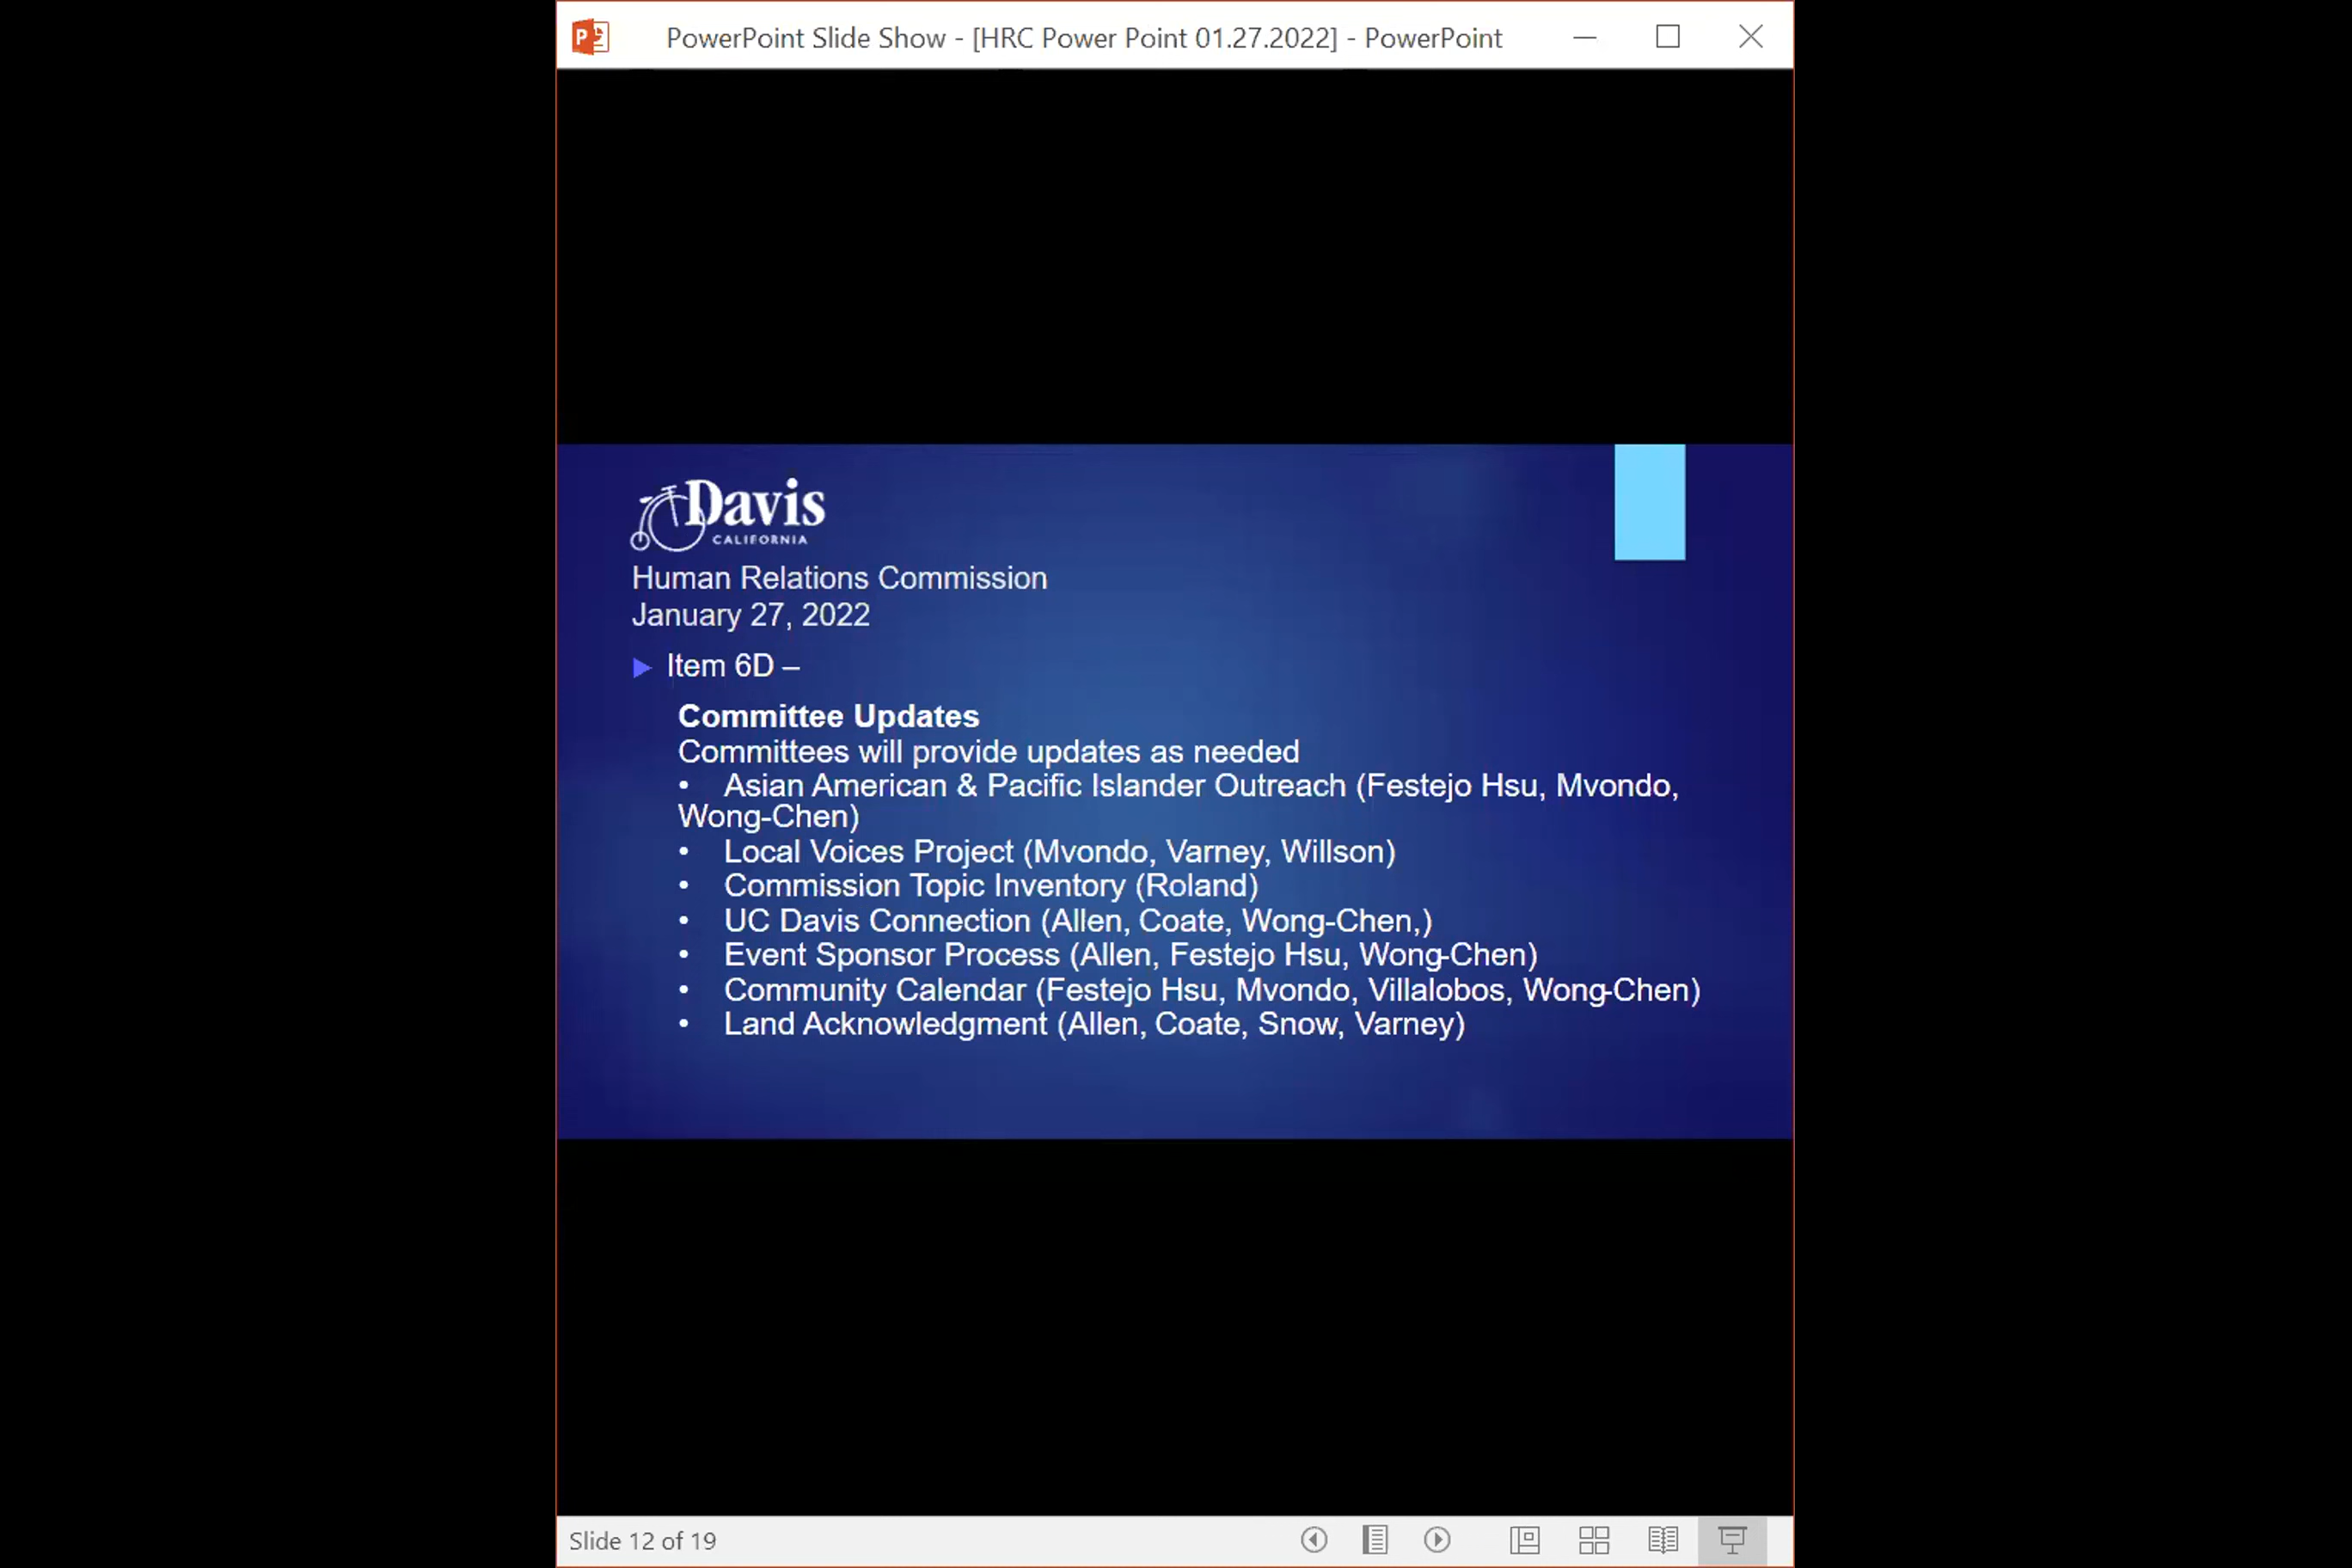 PowerPoint Slide Show - [HRC Power Point 01.27.2022] - PowerPoint
Davis
CALIFORNIA
Human Relations Commission
January 27, 2022
Item 6D –
Committee Updates
Committees will provide updates as needed
• Asian American & Pacific Islander Outreach (Festejo Hsu, Mvondo,
Wong-Chen)
• Local Voices Project (Mvondo, Varney, Willson)
• Commission Topic Inventory (Roland)
• UC Davis Connection (Allen, Coate, Wong-Chen,)
• Event Sponsor Process (Allen, Festejo Hsu, Wong-Chen)
• Community Calendar (Festejo Hsu, Mvondo, Villalobos, Wong-Chen)
• Land Acknowledgment (Allen, Coate, Snow, Varney)
Slide 12 of 19